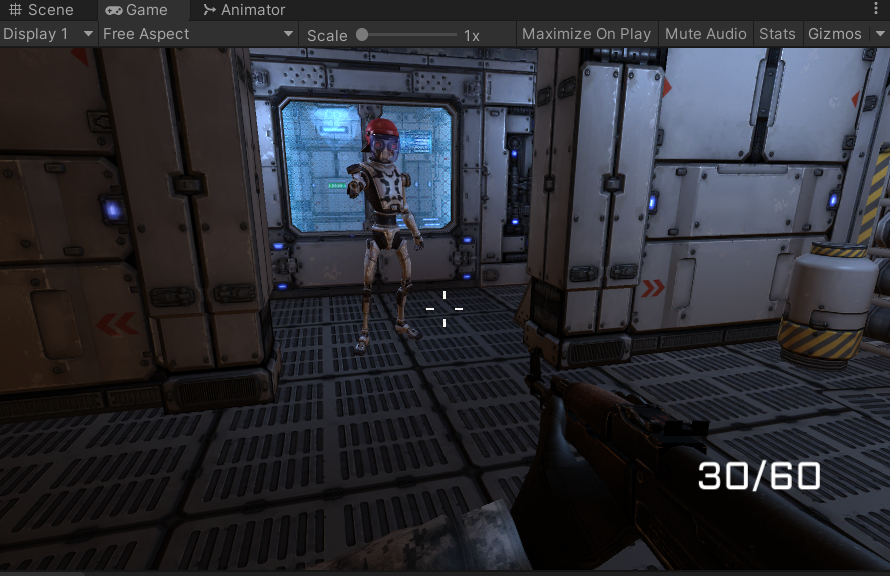 Scene Game Animator
Display 1 Free Aspect Scale 1x Maximize On Play Mute Audio Stats Gizmos
30/60